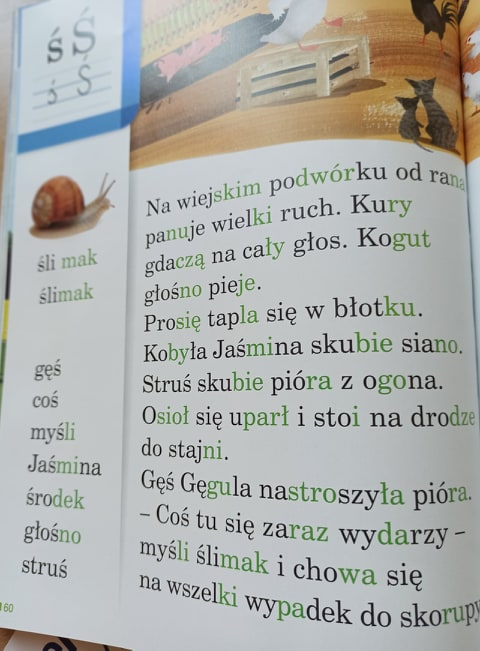 ś Ś
ś Ś
śli mak
ślimak
gęś
coś
myśli
Jaśmina
środek
głośno
struś
160
Na wiejskim podwórku od rana
panuje wielki ruch. Kury
gdaczą na cały głos. Kogut
głośno pieje.
Prosię tapla się w błotku.
Kobyła Jaśmina skubie siano.
Struś skubie pióra z ogona.
Osioł się uparł i stoi na drodze
do stajni.
Gęś Gęgula nastroszyła pióra.
– Coś tu się zaraz wydarzy –
myśli ślimak i chowa się
na wszelki wypadek do skorupy